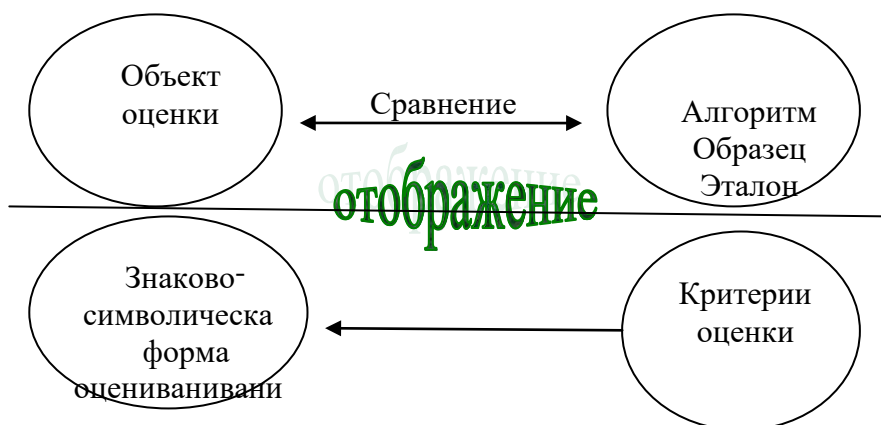 Объект
оценки
Сравнение
Алгоритм
Образец
Эталон
отображение
Знаково-
символическа
форма
оцениванивани
Критерии
оценки